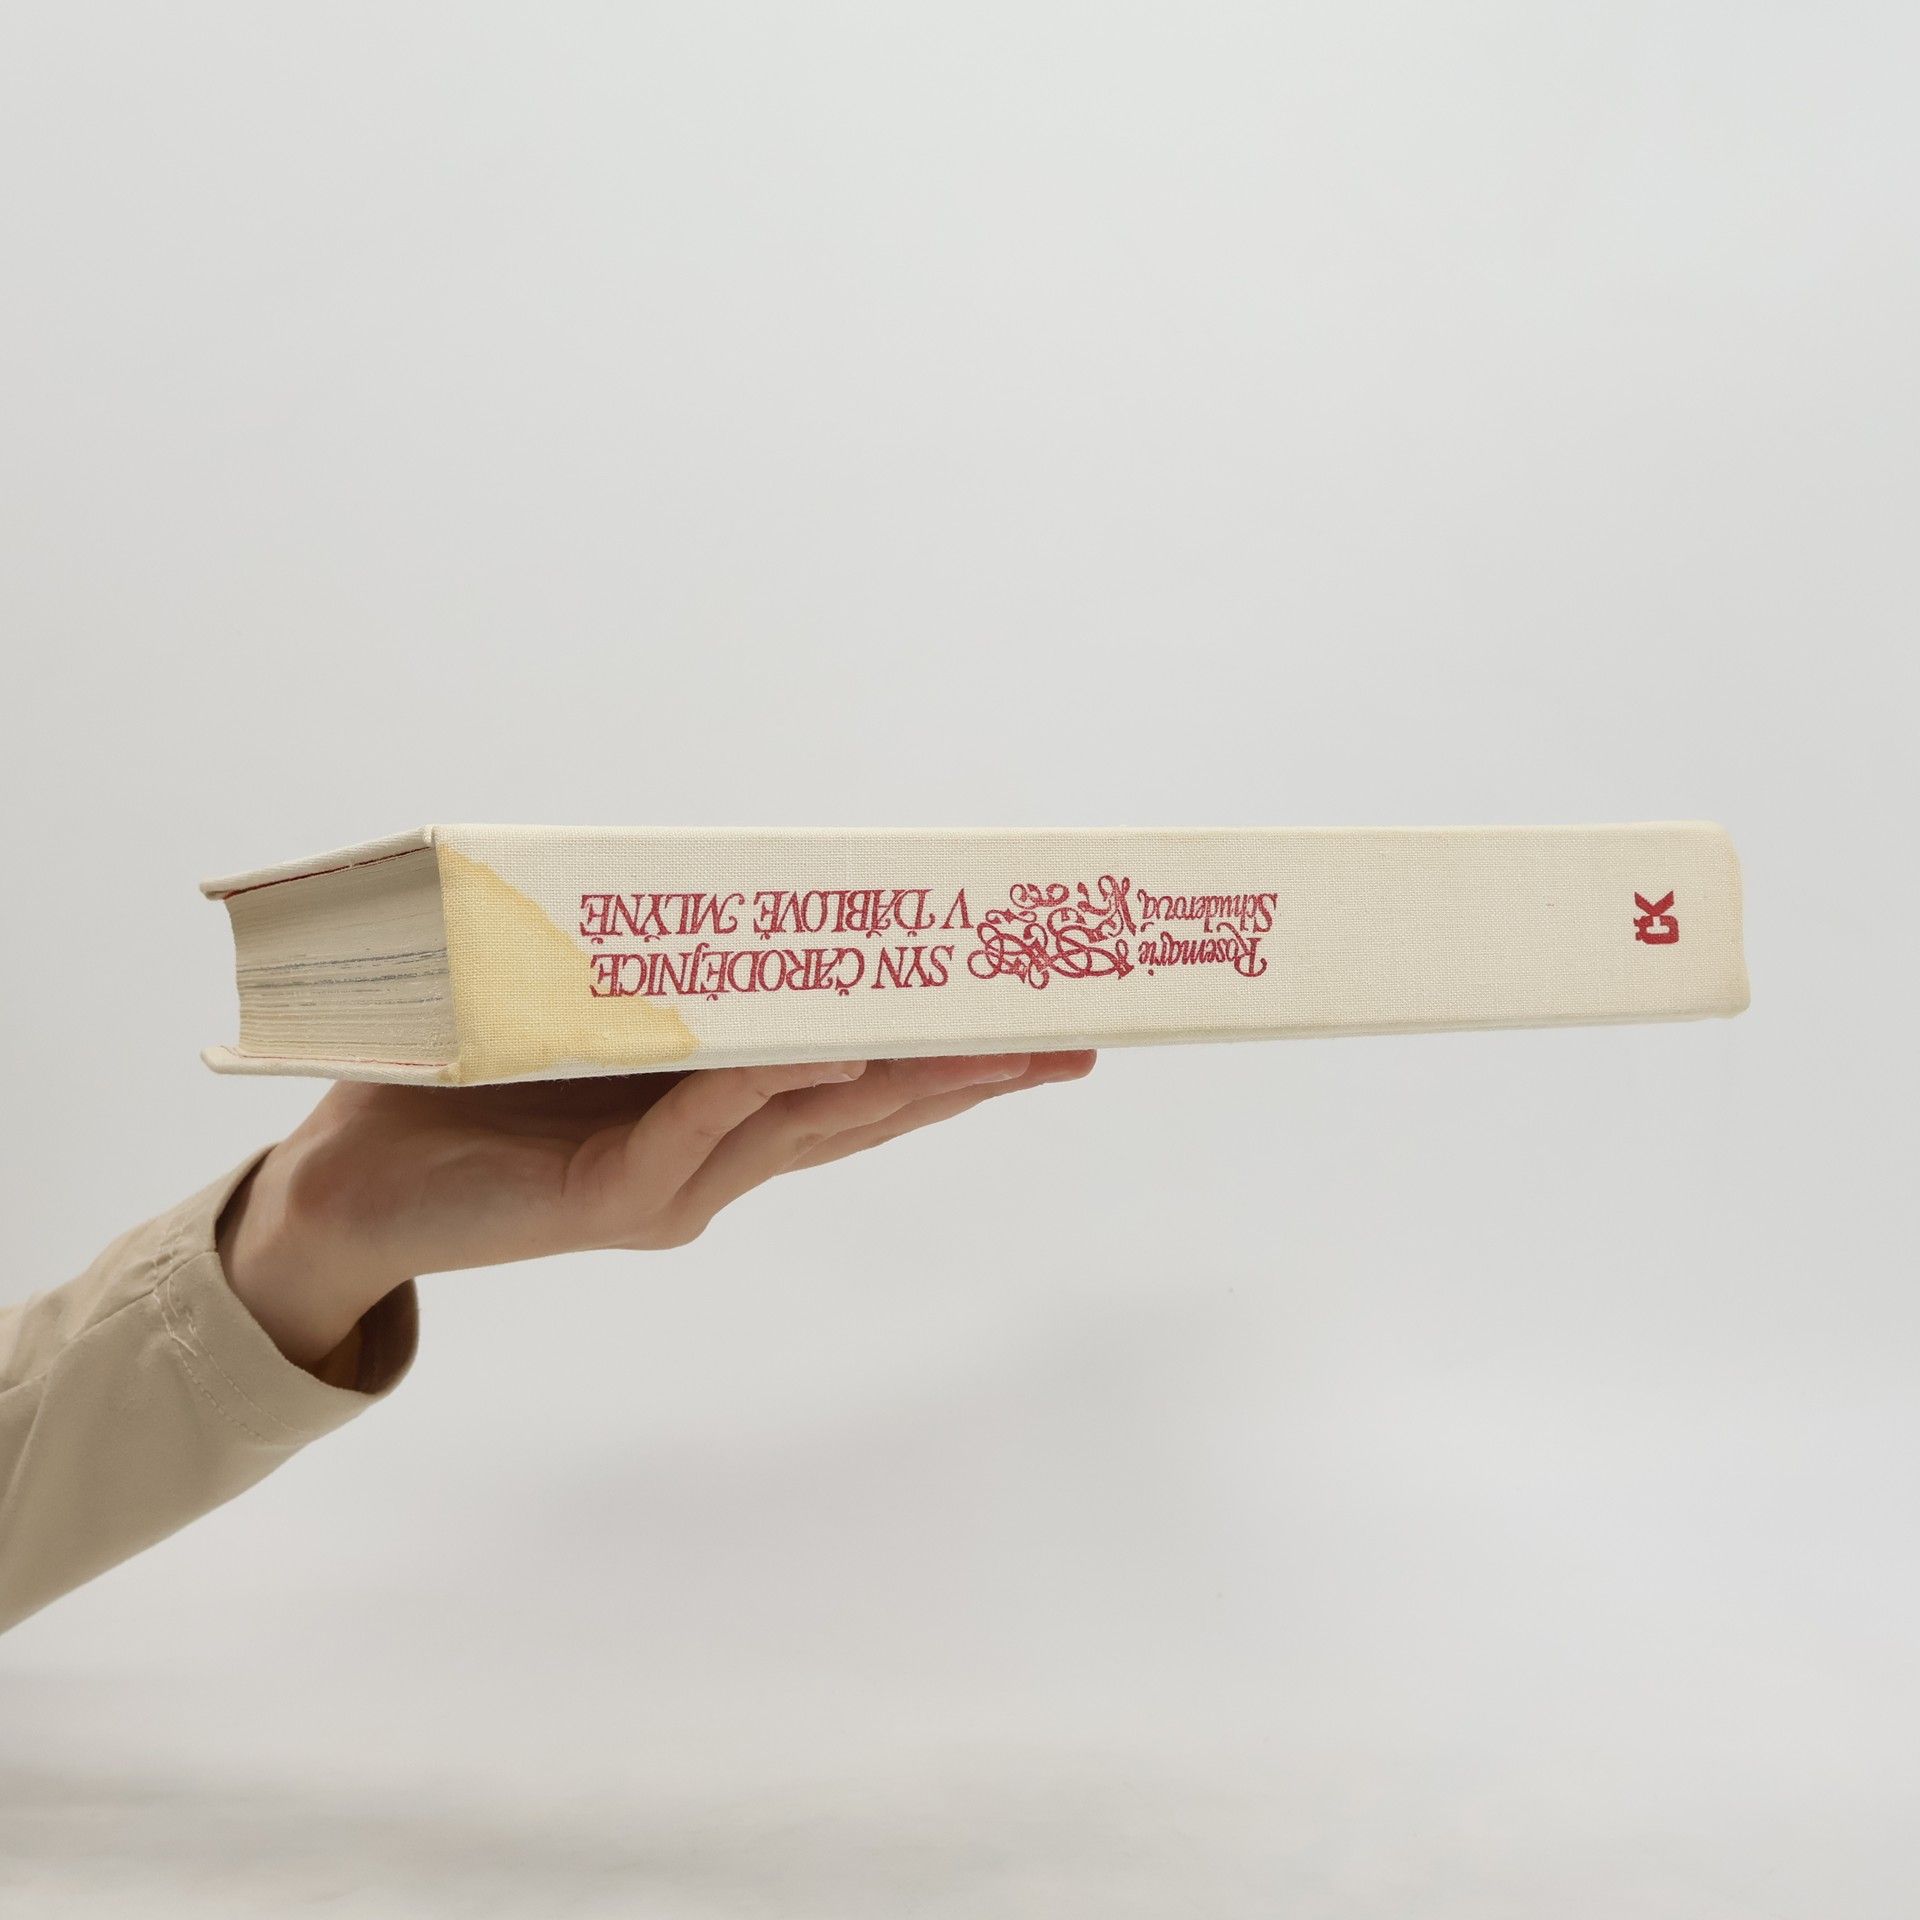 Rosemarie
Schuderová
SYN ČARODĚJNICE
V ĎÁBLOVĚ MLÝNĚ
ČK